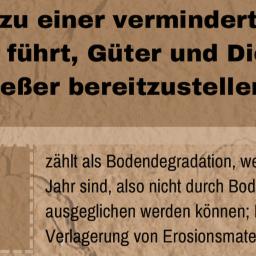 zu einer vermindert
führt, Güter und Die
eßer bereitzustellen
zählt als Bodendegradation, we
Jahr sind, also nicht durch Bod
ausgeglichen werden können;
Verlagerung von Erosionsmate